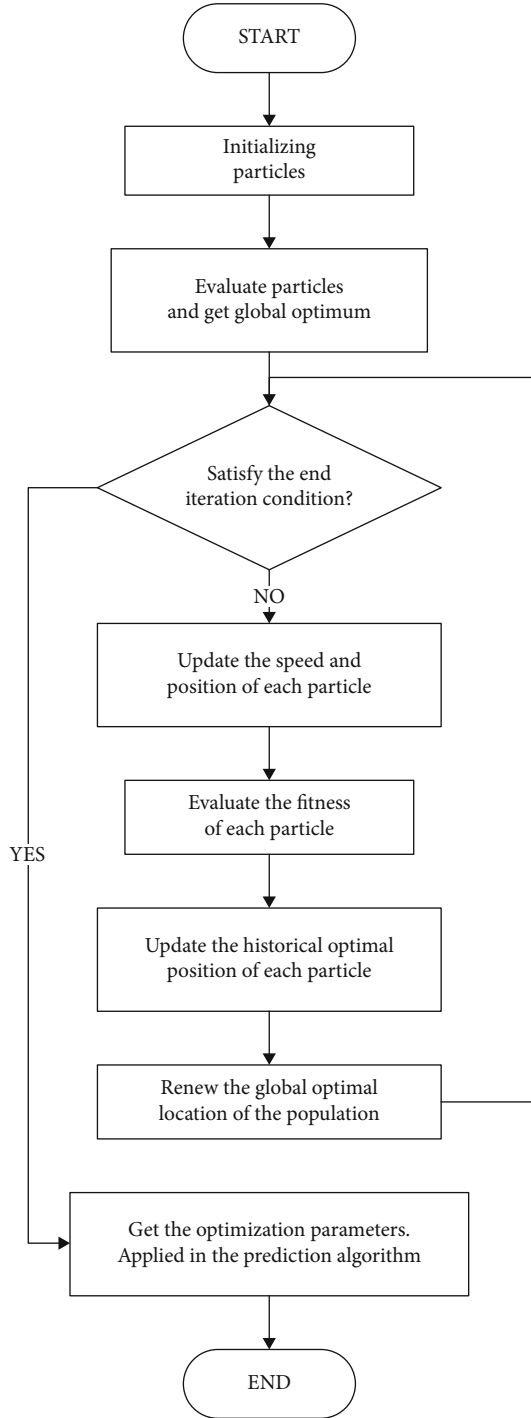 START
Initializing
particles
Evaluate particles
and get global optimum
Satisfy the end
iteration condition?
NO
Update the speed and
position of each particle
Evaluate the fitness
of each particle
YES
Update the historical optimal
position of each particle
Renew the global optimal
location of the population
Get the optimization parameters.
Applied in the prediction algorithm
END